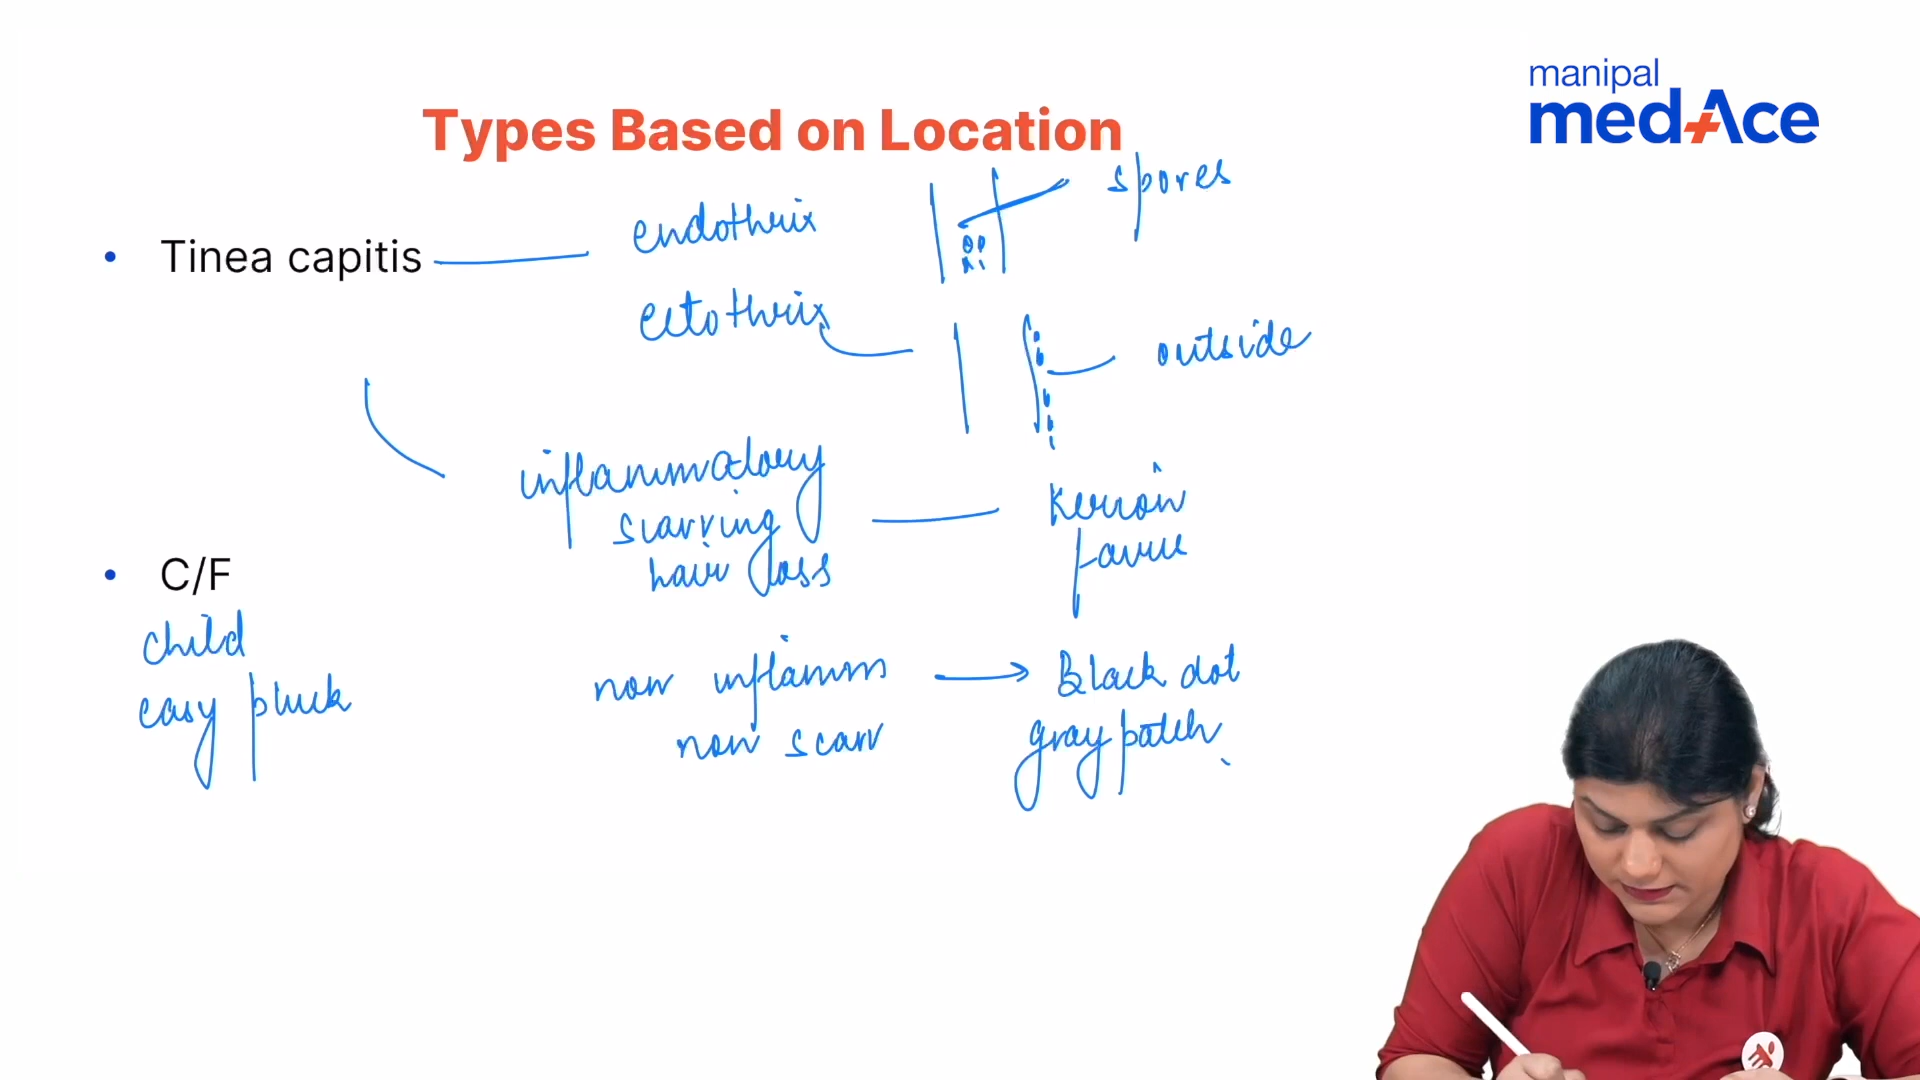 manipal
medAce
Types Based on Location
spores
endothrix
• Tinea capitis
ectothrix
outside
inflammatory
scarring
hair loss
Kerion
favus
• C/F
child
easy pluck
non inflamm
Black dot
non scarr
gray patch